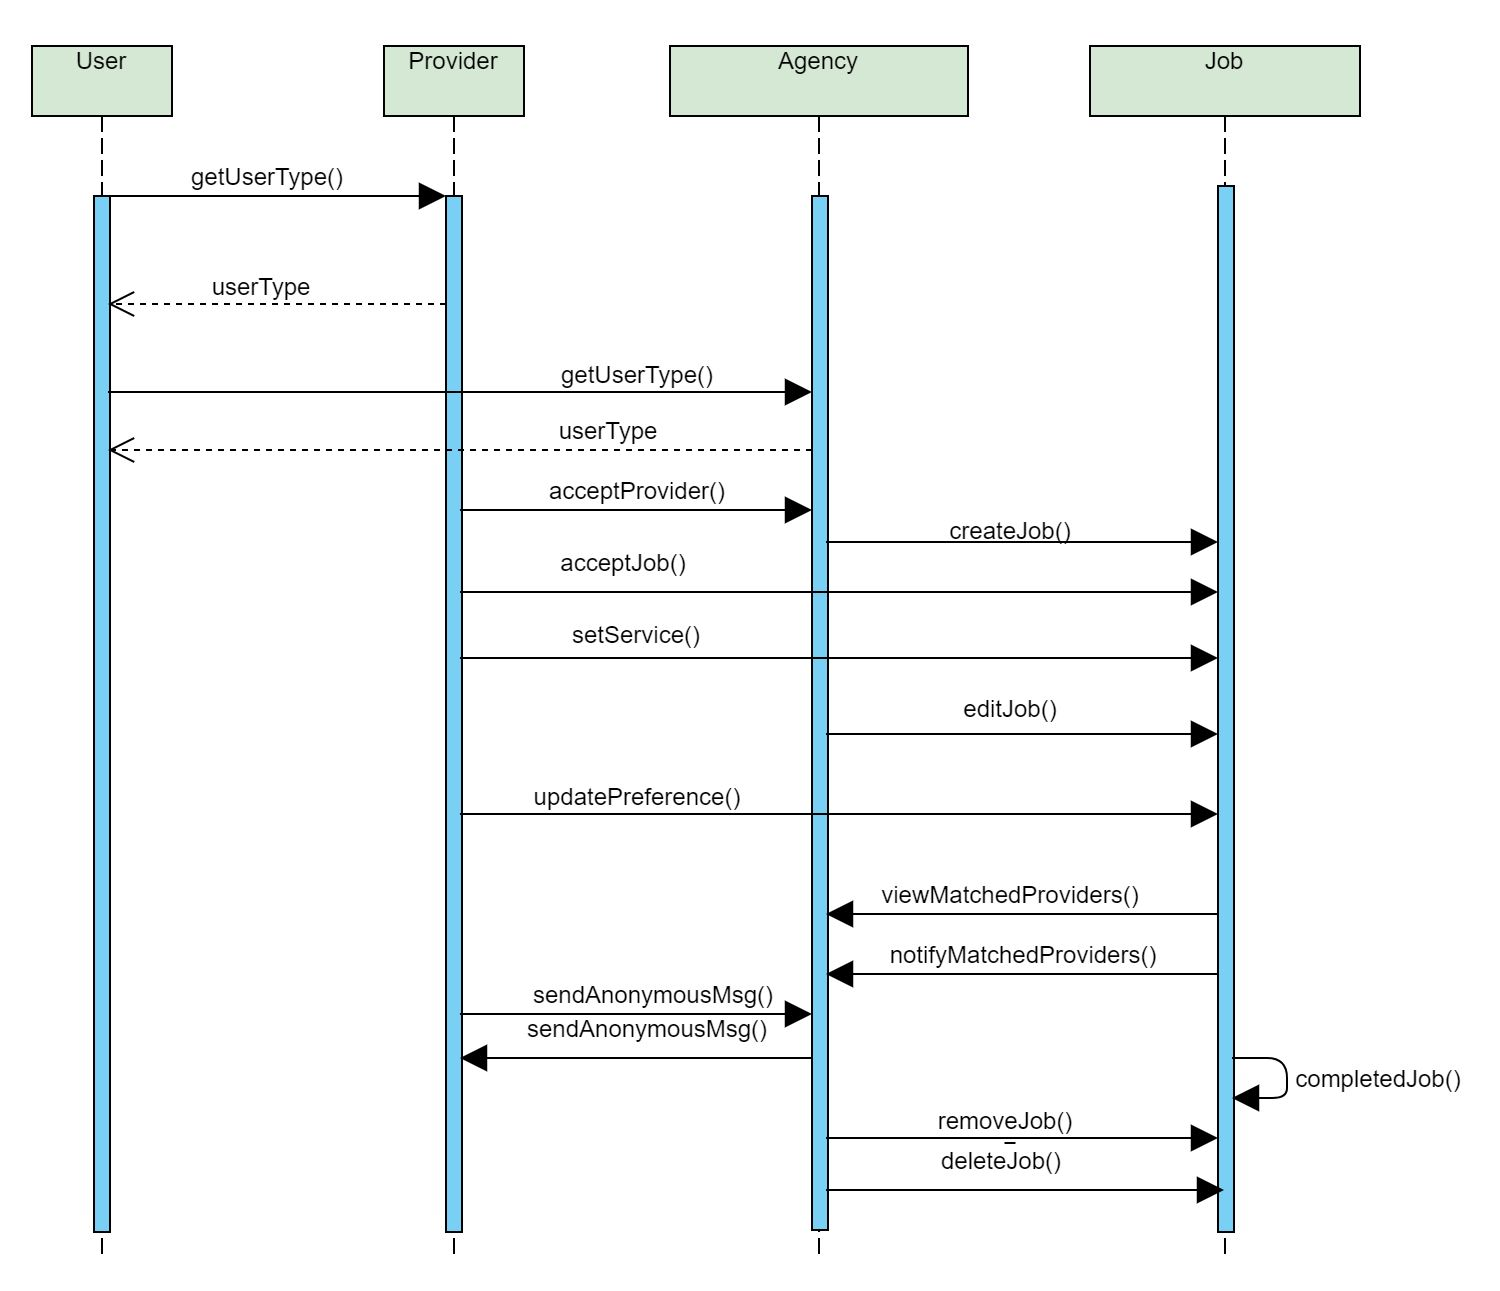 User
Provider
Agency
Job
getUserType()
userType
getUserType()
userType
acceptProvider()
createJob()
acceptJob()
setService()
editJob()
updatePreference()
viewMatchedProviders()
notifyMatchedProviders()
sendAnonymousMsg()
sendAnonymousMsg()
completedJob()
removeJob()
deleteJob()